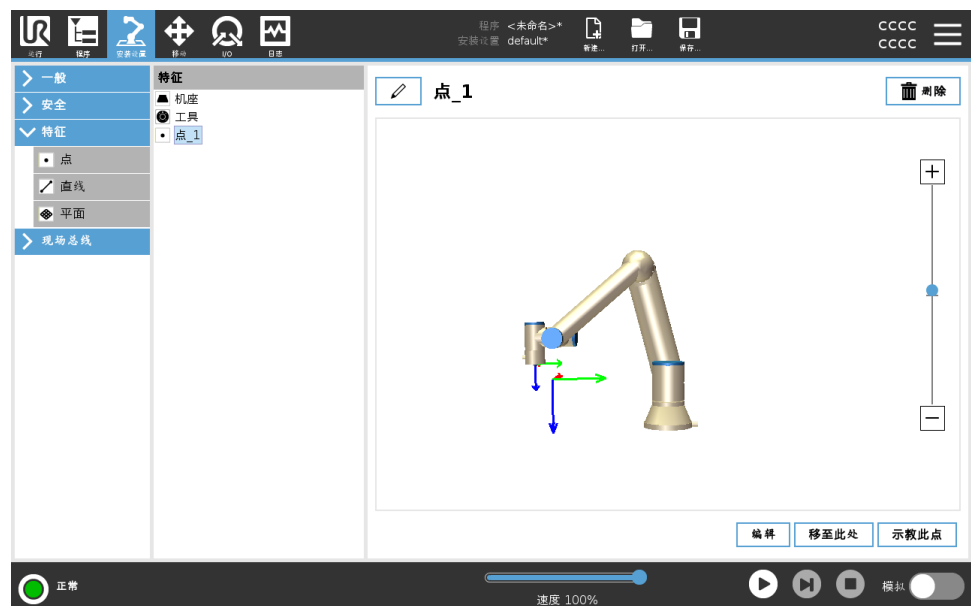 UR
运行
程序
安装设置
移动
I/O
日志
程序 <未命名>*
安装设置 default*
新建...
打开...
保存...
CCCC
CCCC
一般
安全
特征
点
直线
平面
现场总线
特征
机座
工具
点_1
点_1
删除
编辑
移至此处
示教此点
正常
速度 100%
模拟